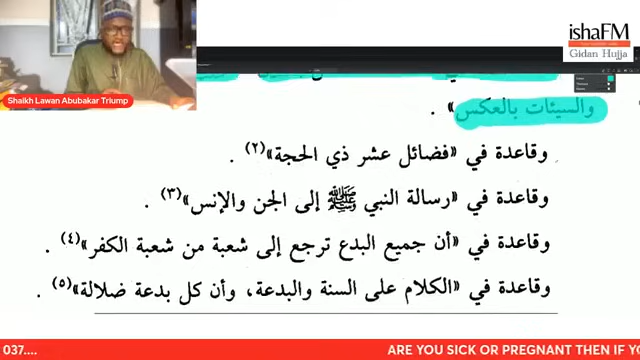 ishaFM
Gidan Hujja
Shaikh Lawan Abubakar Triump
والسيئات بالعكس» .
وقاعدة في «فضائل عشر ذي الحجة»(٢) .
وقاعدة في «رسالة النبي ﷺ إلى الجن والإنس»(٣) .
وقاعدة في «أن جميع البدع ترجع إلى شعبة من شعبة الكفر»(٤) .
وقاعدة في «الكلام على السنة والبدعة، وأن كل بدعة ضلالة»(٥) .
037.... ARE YOU SICK OR PREGNANT THEN IF YO